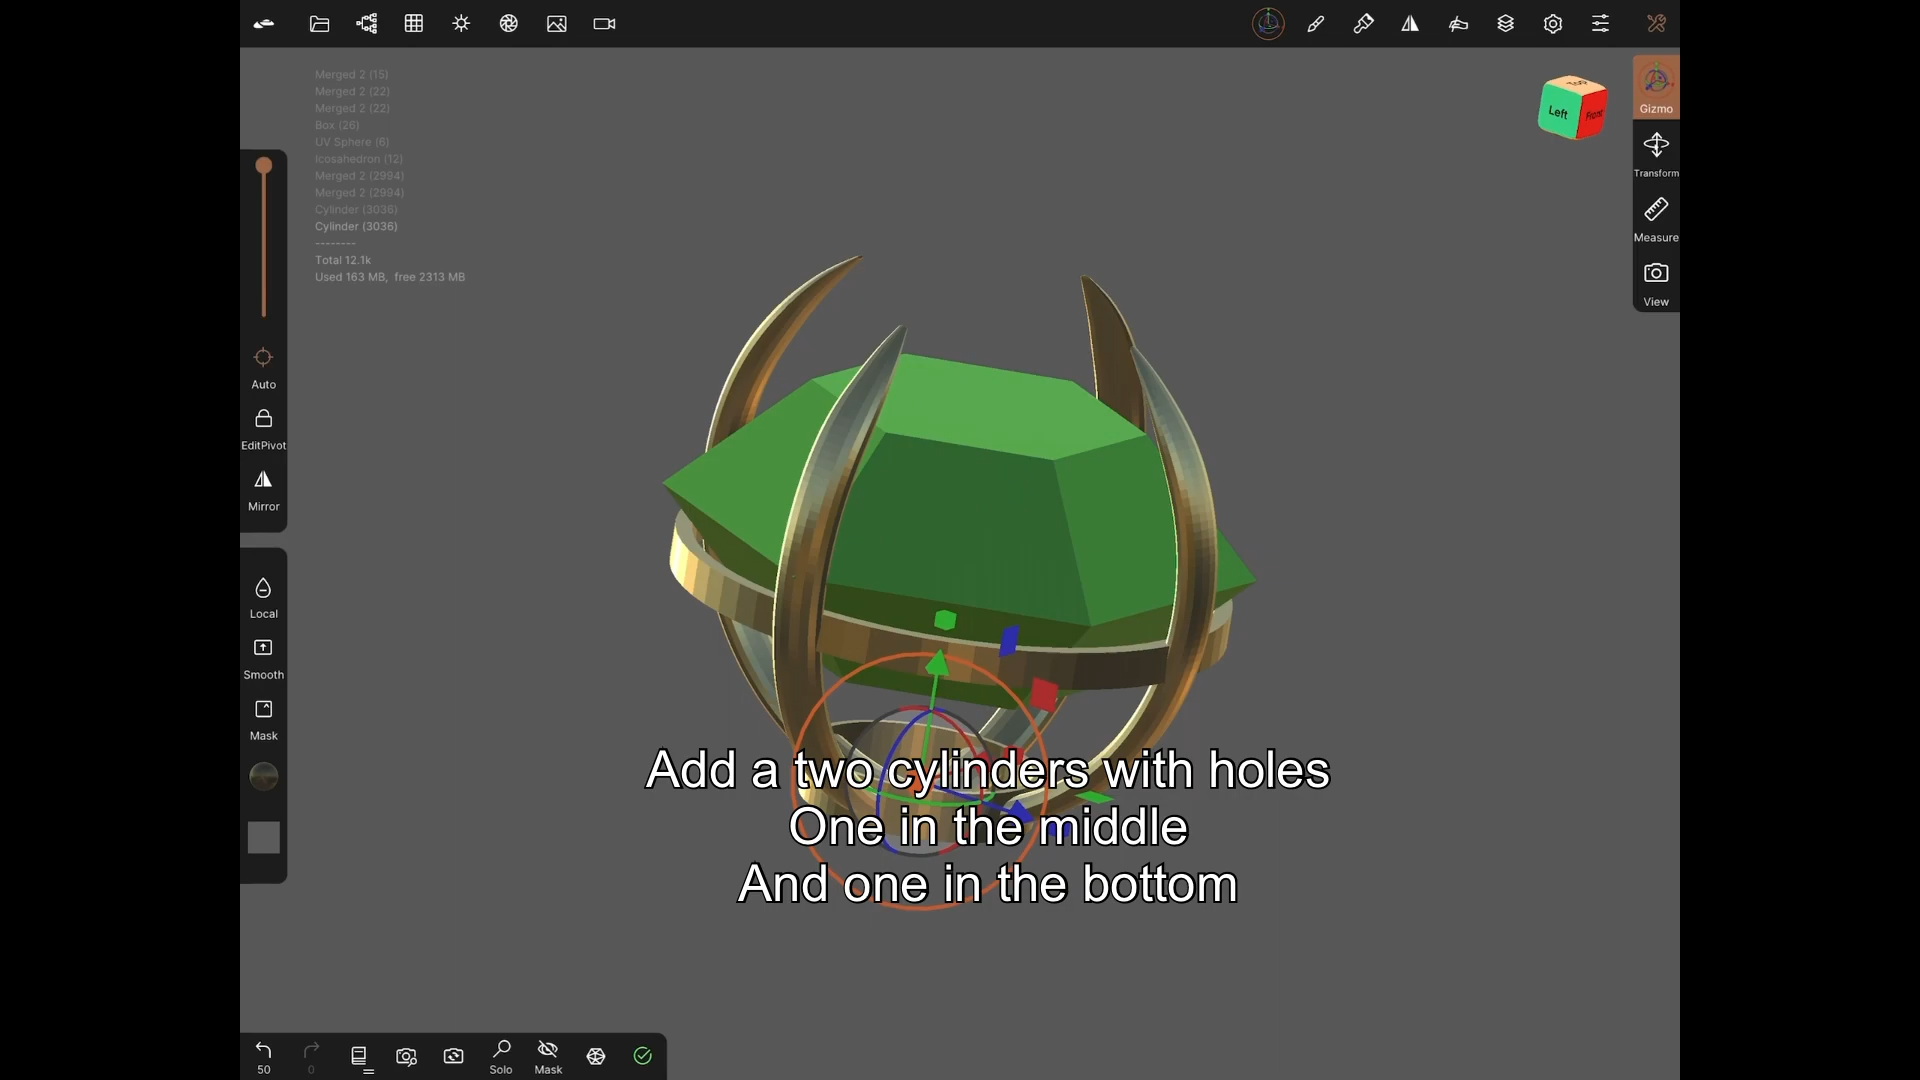 Merged 2 (15)
Merged 2 (22)
Merged 2 (22)
Box (26)
UV Sphere (6)
Icosahedron (12)
Merged 2 (2994)
Merged 2 (2994)
Cylinder (3036)
Cylinder (3036)
--------
Total 12.1k
Used 163 MB, free 2313 MB
Top
Left
Front
Gizmo
Transform
Measure
View
Auto
EditPivot
Mirror
Local
Smooth
Mask
Add a two cylinders with holes
One in the middle
And one in the bottom
50
0
Solo
Mask